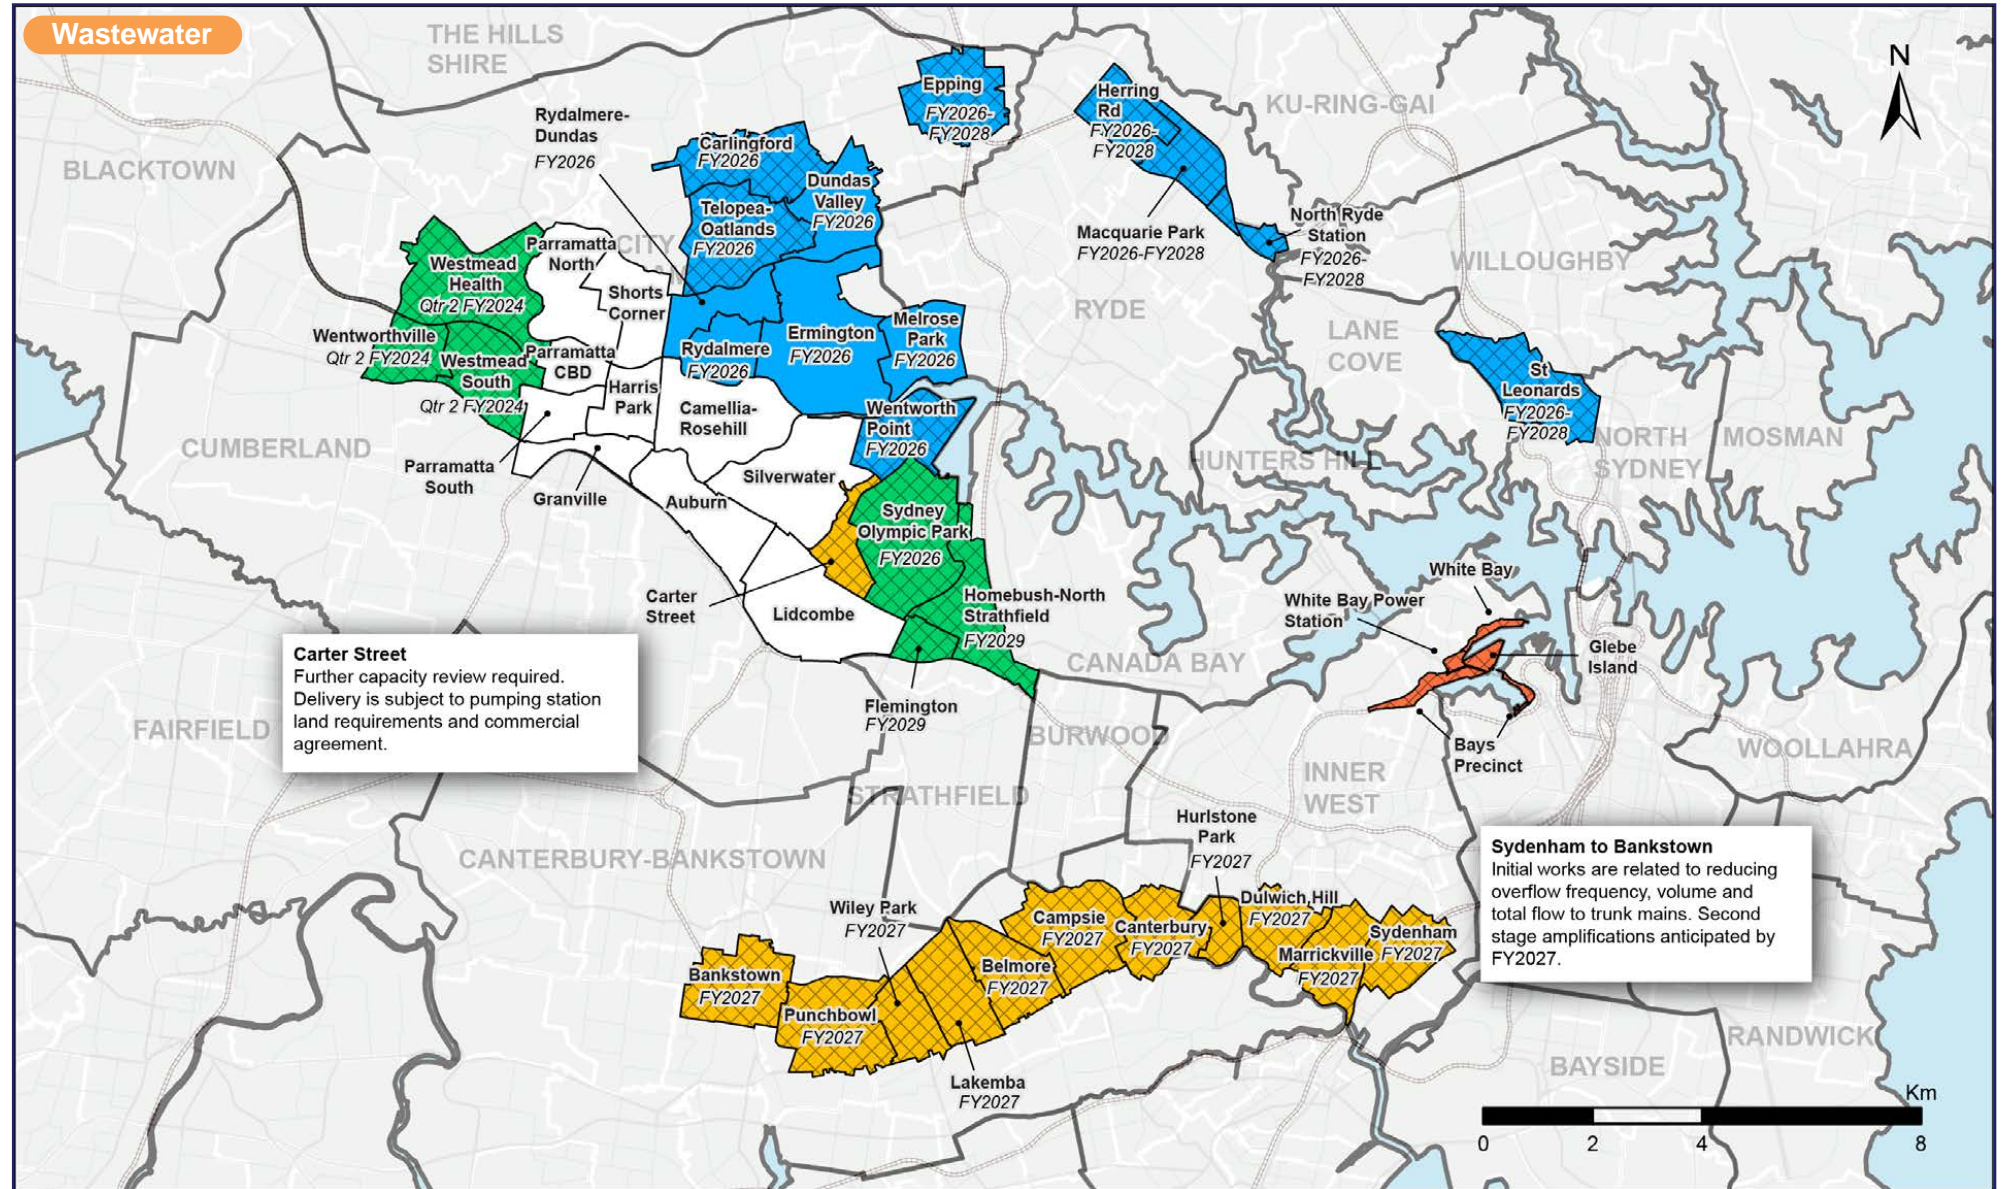 Wastewater
THE HILLS
SHIRE
N
Epping
FY2026-
FY2028
Herring
Rd
FY2026-
FY2028
KU-RING-GAI
Rydalmere-
Dundas
FY2026
Carlingford
FY2026
BLACKTOWN
Dundas
Valley
FY2026
Telopea-
Oatlands
FY2026
North Ryde
Station
FY2026-
FY2028
Macquarie Park
FY2026-FY2028
Parramatta
North
CITY
Westmead
Health
Qtr 2 FY2024
WILLOUGHBY
Shorts
Corner
RYDE
Melrose
Park
FY2026
Ermington
FY2026
LANE
COVE
Wentworthville
Qtr 2 FY2024
Westmead
South
Qtr 2 FY2024
Parramatta
CBD
Rydalmere
FY2026
St
Leonards
FY2026-
FY2028
Harris
Park
Camellia-
Rosehill
Wentworth
Point
FY2026
CUMBERLAND
NORTH
SYDNEY
MOSMAN
HUNTERS HILL
Parramatta
South
Granville
Silverwater
Auburn
Sydney
Olympic Park
FY2026
White Bay
White Bay Power
Station
Carter
Street
Lidcombe
Homebush-North
Strathfield
FY2029
Glebe
Island
CANADA BAY
Carter Street
Further capacity review required.
Delivery is subject to pumping station
land requirements and commercial
agreement.
FAIRFIELD
Flemington
FY2029
BURWOOD
Bays
Precinct
WOOLLAHRA
INNER
WEST
STRATHFIELD
Hurlstone
Park
FY2027
CANTERBURY-BANKSTOWN
Sydenham to Bankstown
Initial works are related to reducing
overflow frequency, volume and
total flow to trunk mains. Second
stage amplifications anticipated by
FY2027.
Wiley Park
FY2027
Campsie
FY2027
Canterbury
FY2027
Dulwich Hill
FY2027
Sydenham
FY2027
Marrickville
FY2027
Bankstown
FY2027
Belmore
FY2027
Punchbowl
FY2027
Lakemba
FY2027
RANDWICK
BAYSIDE
Km
0 2 4 8